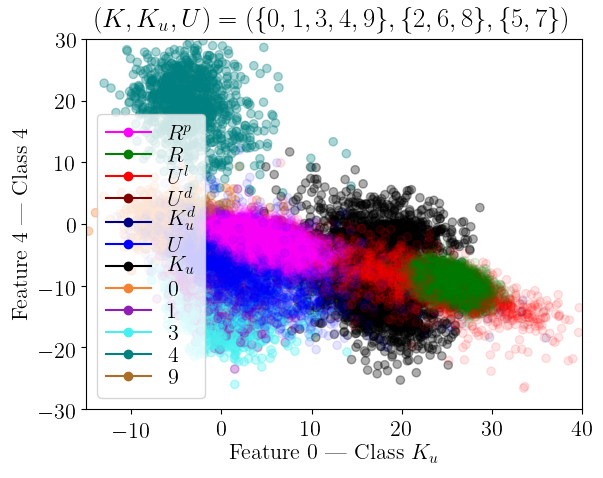 (K, K_u, U) = ({0, 1, 3, 4, 9}, {2, 6, 8}, {5, 7})
30
20
10
0
−10
−20
−30
Feature 4 — Class 4
R^p
R
U^l
U^d
K_u^d
U
K_u
0
1
3
4
9
−10 0 10 20 30 40
Feature 0 — Class K_u